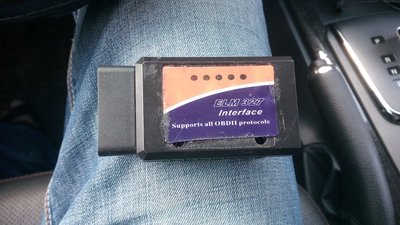 ELM 327
Interface
Supports all OBDII protocols